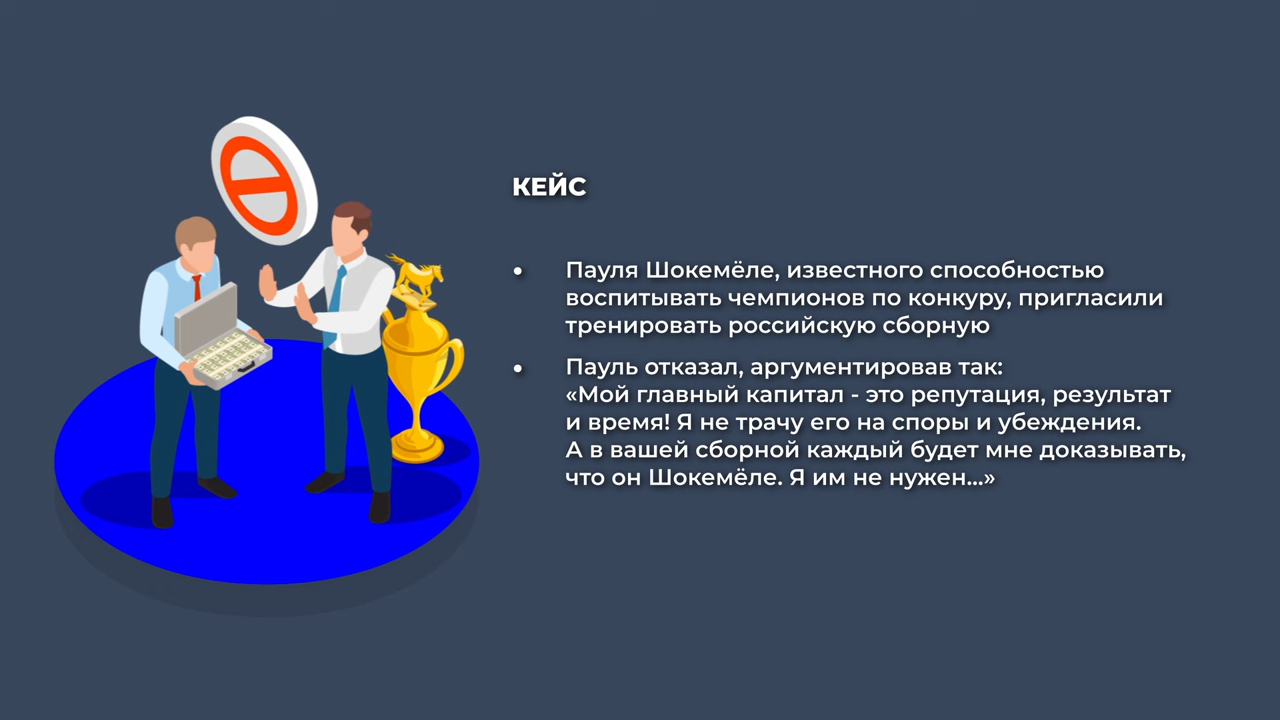 КЕЙС
• Пауля Шокемёле, известного способностью
воспитывать чемпионов по конкуру, пригласили
тренировать российскую сборную
• Пауль отказал, аргументировав так:
«Мой главный капитал - это репутация, результат
и время! Я не трачу его на споры и убеждения.
А в вашей сборной каждый будет мне доказывать,
что он Шокемёле. Я им не нужен...»